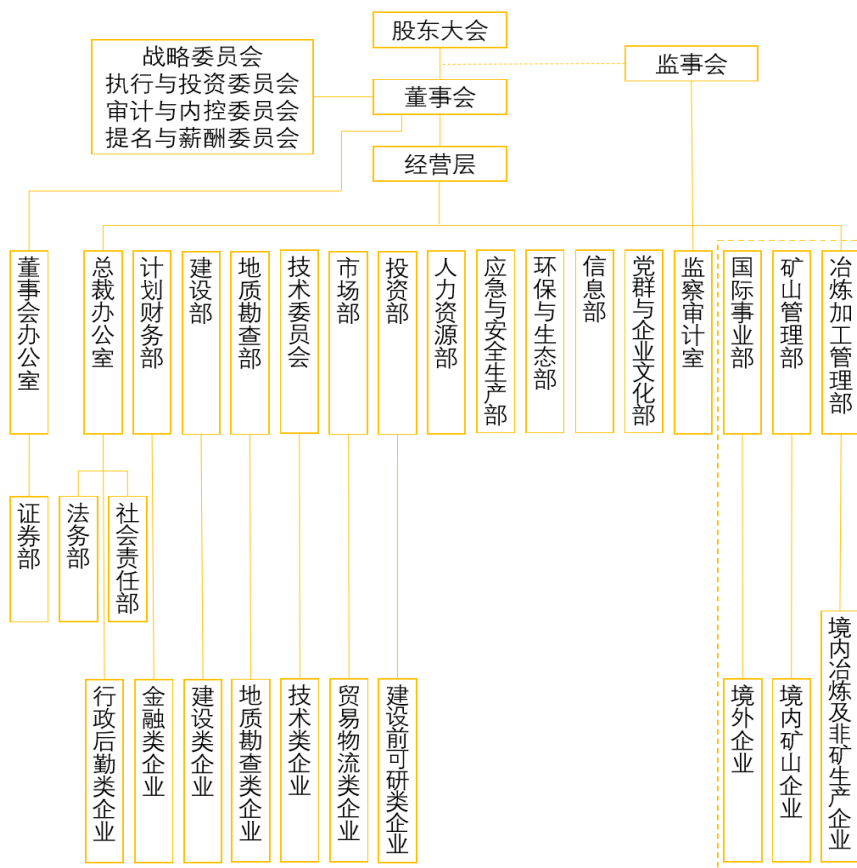 股东大会
战略委员会
执行与投资委员会
审计与内控委员会
提名与薪酬委员会
监事会
董事会
经营层
董事会办公室
总裁办公室
计划财务部
建设部
地质勘查部
技术委员会
市场部
投资部
人力资源部
应急与安全生产部
环保与生态部
信息部
党群与企业文化部
监察审计室
国际事业部
矿山管理部
冶炼加工管理部
证券部
法务部
社会责任部
行政后勤类企业
金融类企业
建设类企业
地质勘查类企业
技术类企业
贸易物流类企业
建设前可研类企业
境外企业
境内矿山企业
境内冶炼及非矿生产企业